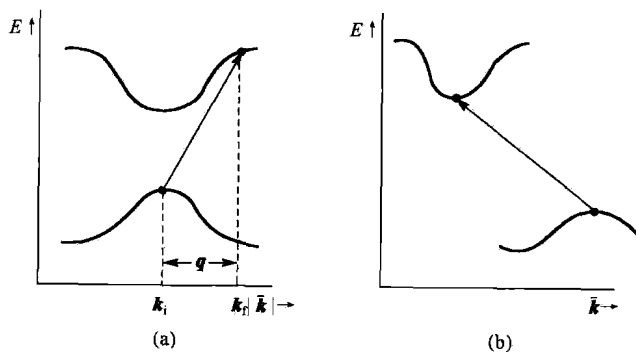 E ↑
q
k_i
k_f| k̄ |→
(a)
E ↑
k̄→
(b)